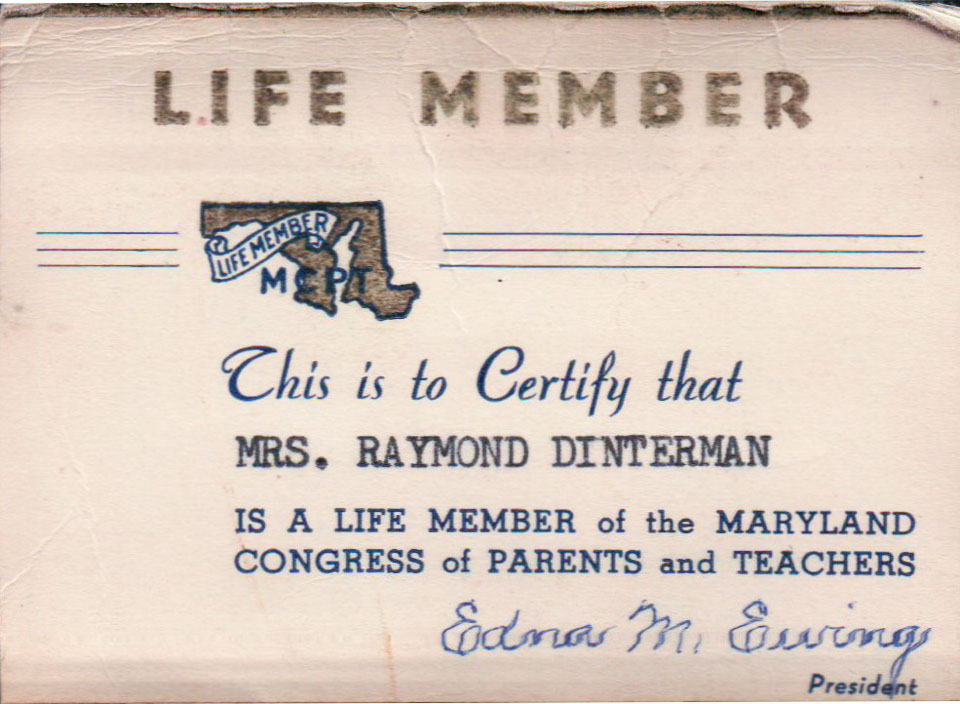 LIFE MEMBER
LIFE MEMBER
MCPT
This is to Certify that
MRS. RAYMOND DINTERMAN
IS A LIFE MEMBER of the MARYLAND
CONGRESS of PARENTS and TEACHERS
Edna M. Ewing
President